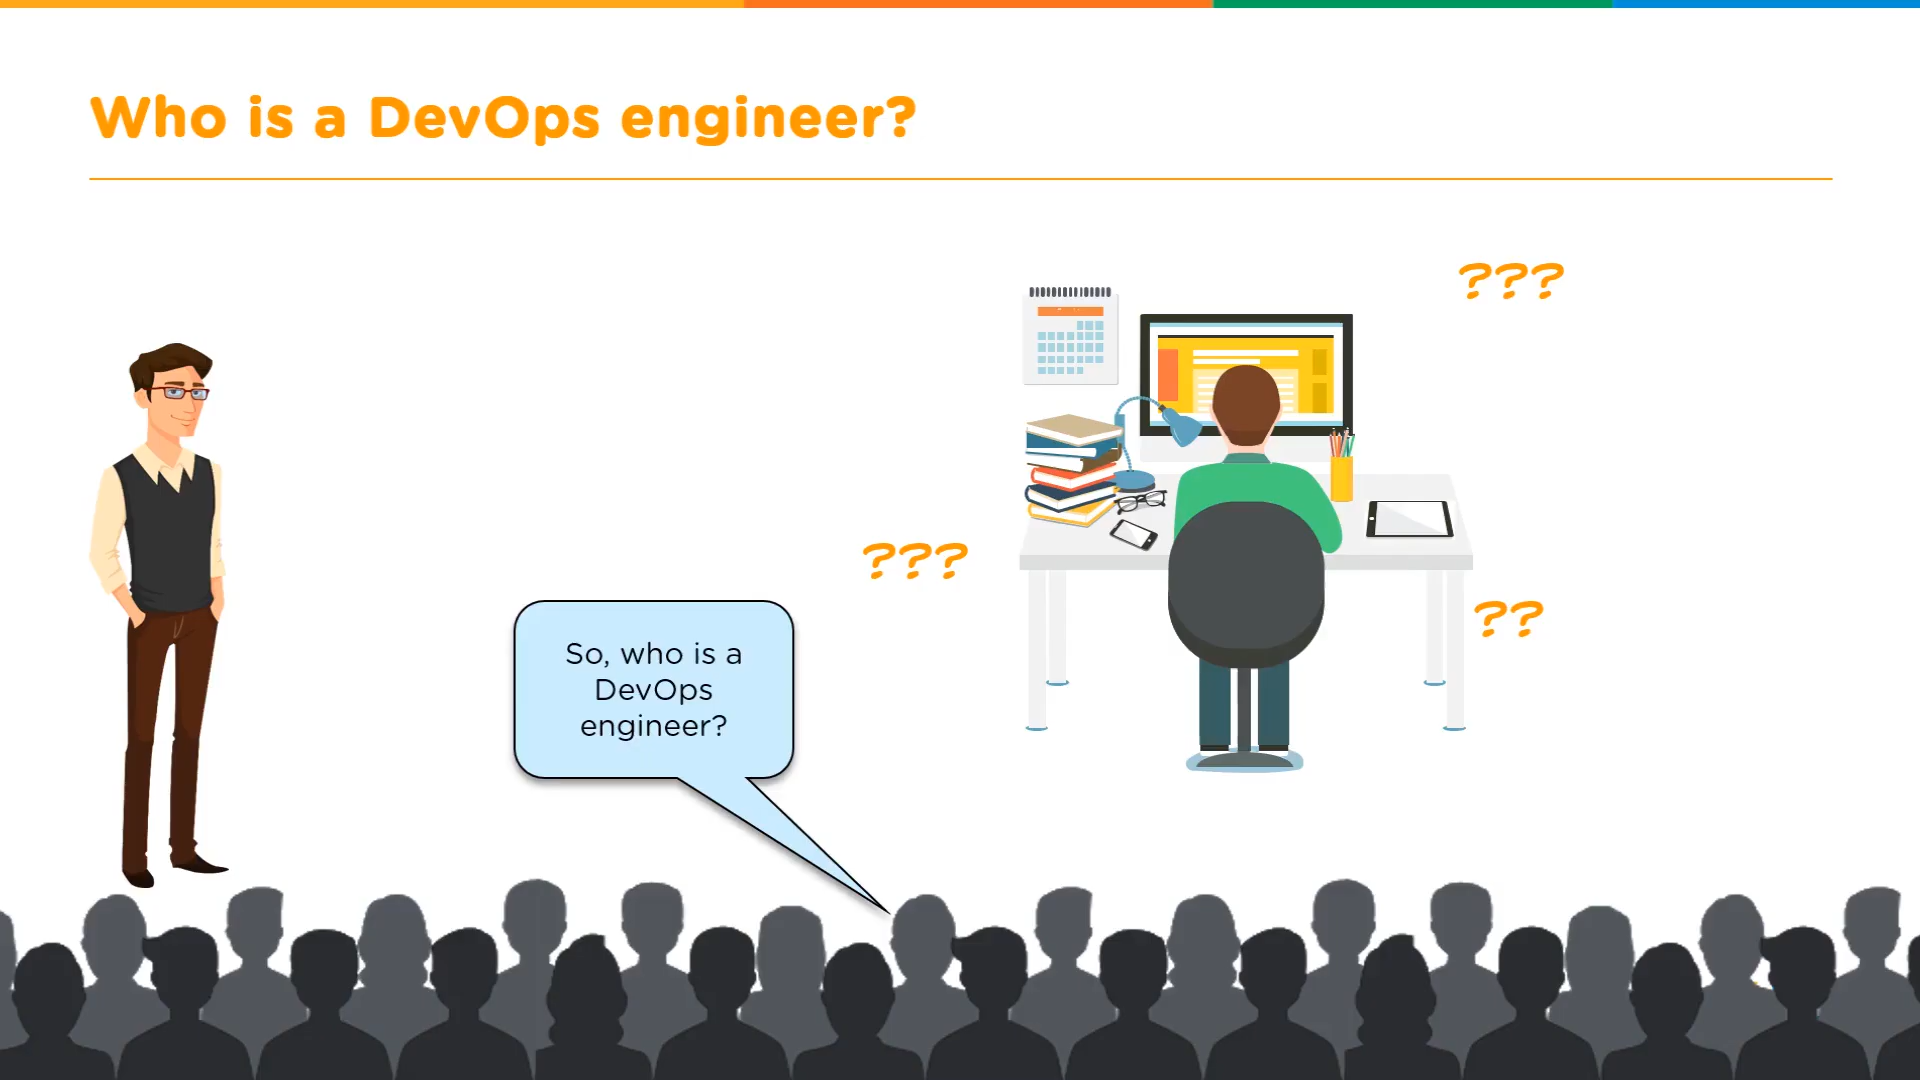 Who is a DevOps engineer?
???
???
So, who is a
DevOps
engineer?
??